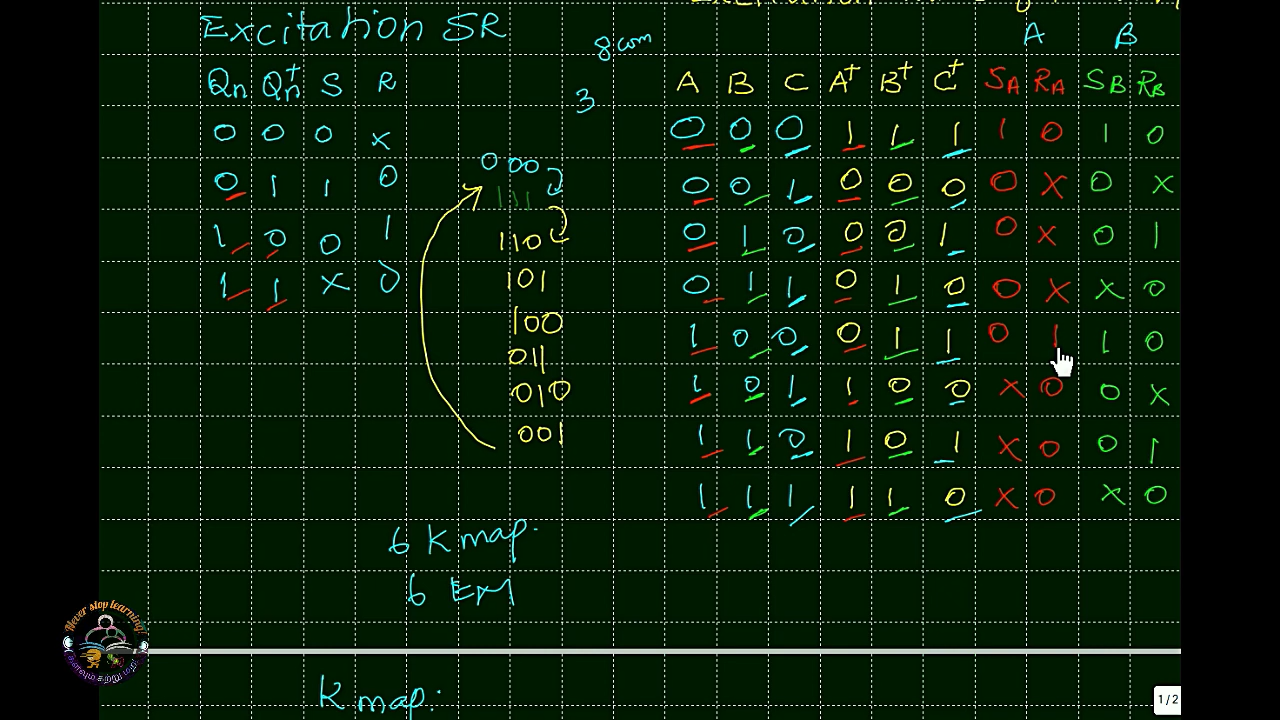 Excitation SR
Qn Qn+ S R
0 0 0 x
0 1 1 0
1 0 0 1
1 1 x 0
8 com
3
000
111
110
101
100
011
010
001
6 K map.
6 EXM
A B
A B C A+ B+ C+ SA RA SB RB
0 0 0 1 1 1 1 0 1 0
0 0 1 0 0 0 0 x 0 x
0 1 0 0 0 1 0 x 0 1
0 1 1 0 1 0 0 x x 0
1 0 0 0 1 1 0 1 1 0
1 0 1 1 0 0 x 0 0 x
1 1 0 1 0 1 x 0 0 1
1 1 1 1 1 0 x 0 x 0
Never stop learning!
K map:
1/2